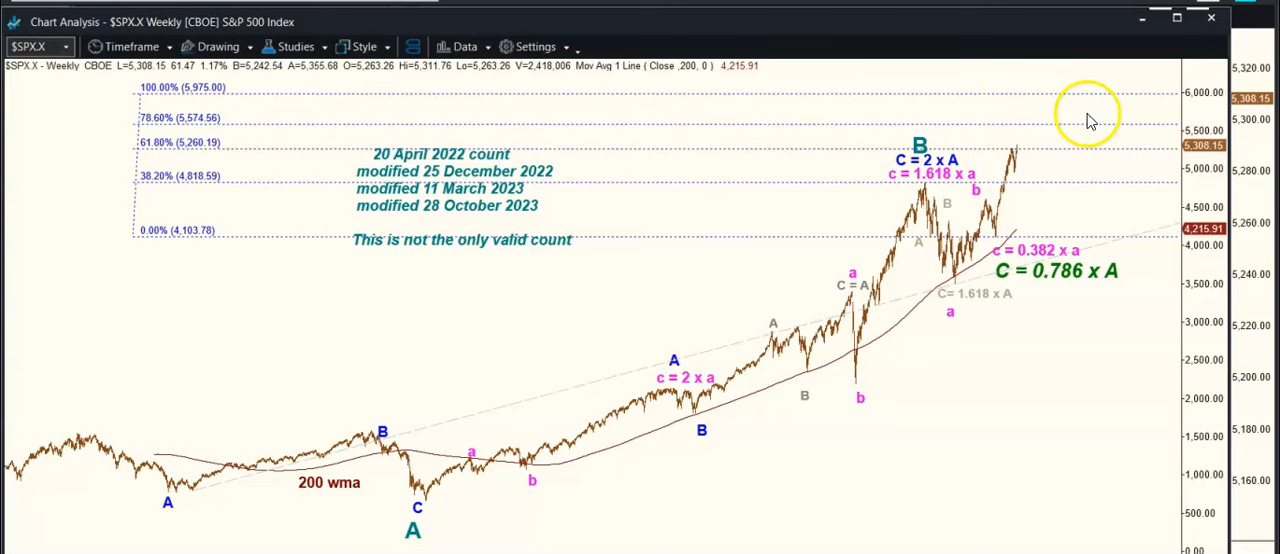 Chart Analysis - $SPX.X Weekly [CBOE] S&P 500 Index
$SPX.X Timeframe Drawing Studies Style Data Settings
$SPX.X - Weekly CBOE L=5,308.15 61.47 1.17% B=5,242.54 A=5,355.68 O=5,263.26 Hi=5,311.76 Lo=5,263.26 V=2,418,006 Mov Avg 1 Line ( Close ,200, 0 ) 4,215.91
100.00% (5,975.00)
78.60% (5,574.56)
61.80% (5,260.19)
38.20% (4,818.59)
0.00% (4,103.78)
20 April 2022 count
modified 25 December 2022
modified 11 March 2023
modified 28 October 2023
This is not the only valid count
B
C = 2 x A
c = 1.618 x a
b
B
A
c = 0.382 x a
C = 0.786 x A
C= 1.618 x A
a
a
C = A
A
B
b
A
c = 2 x a
B
B
a
b
200 wma
A
C
A
6,000.00
5,500.00
5,308.15
5,000.00
4,500.00
4,215.91
4,000.00
3,500.00
3,000.00
2,500.00
2,000.00
1,500.00
1,000.00
500.00
0.00
5,320.00
5,308.15
5,300.00
5,280.00
5,260.00
5,240.00
5,220.00
5,200.00
5,180.00
5,160.00